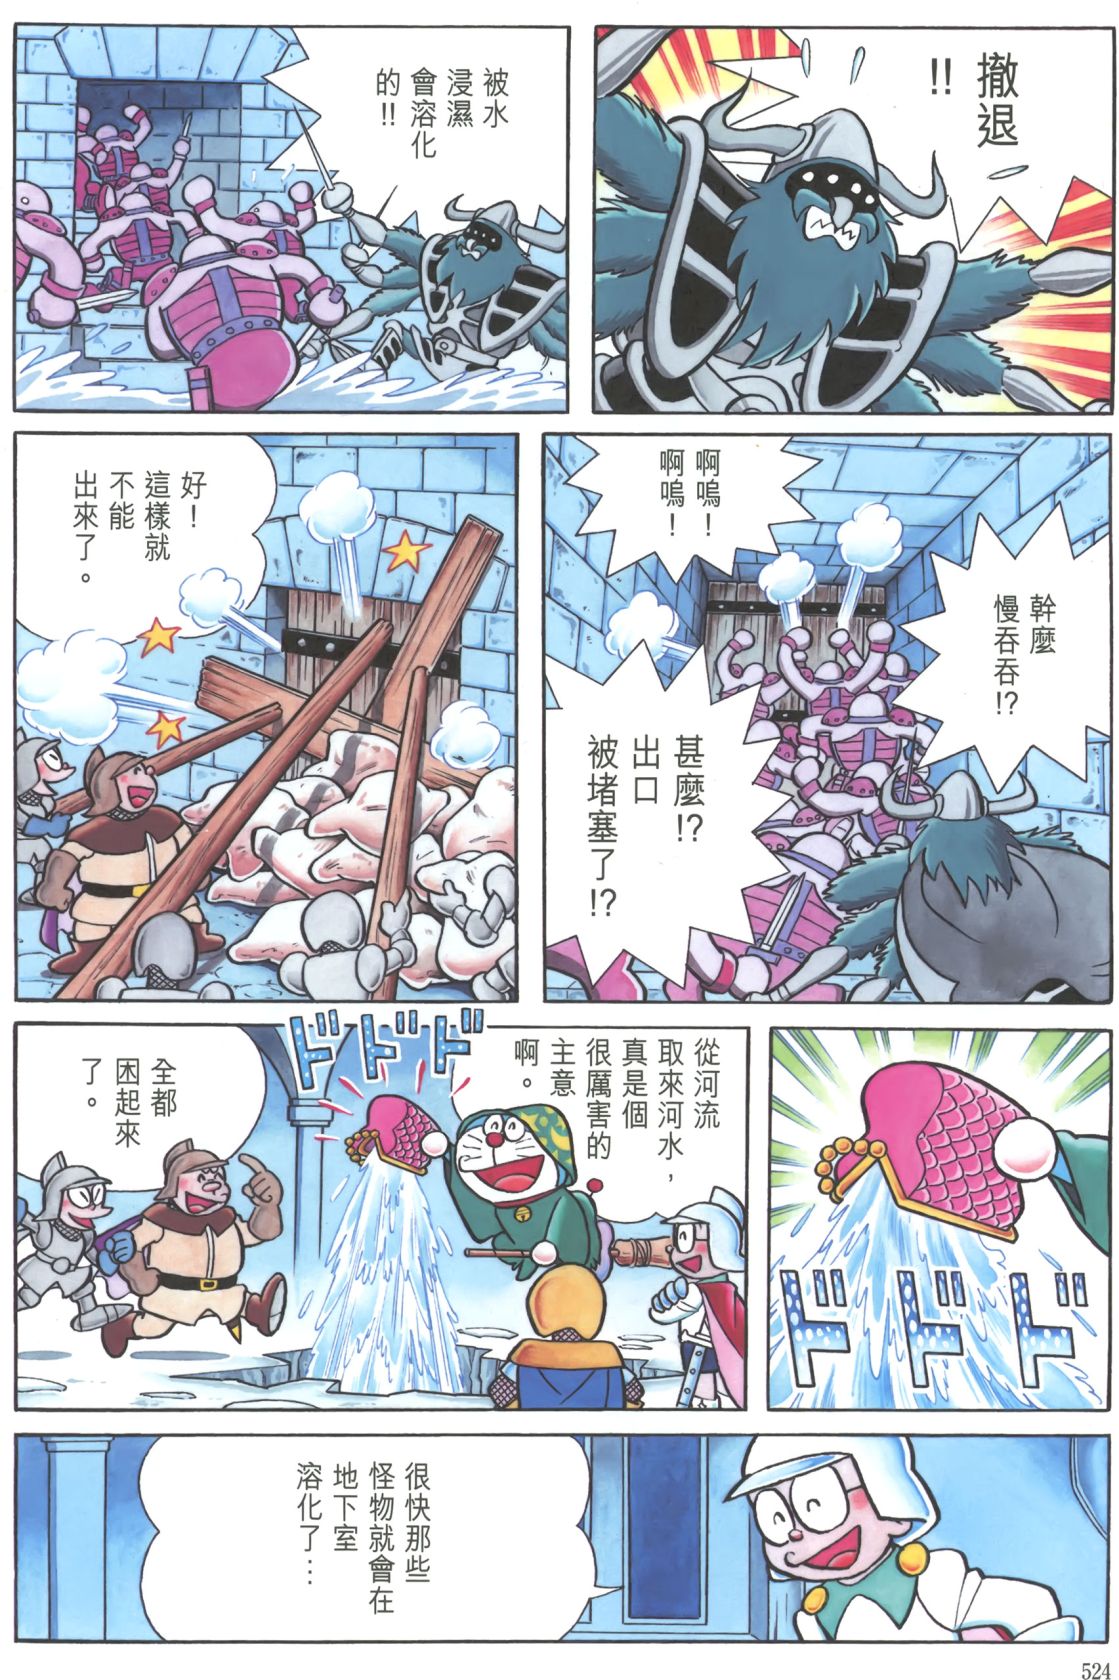 撤退
!!
被水
浸濕
會溶化
的!!
啊嗚!
啊嗚!
幹麼
慢吞吞!?
甚麼!?
出口
被堵塞了!?
好!
這樣就
不能
出來了。
ドドド
從河流
取來河水,
真是個
很厲害的
主意
啊。
ドドド
全都
困起來
了。
很快那些
怪物就會在
地下室
溶化了…
524